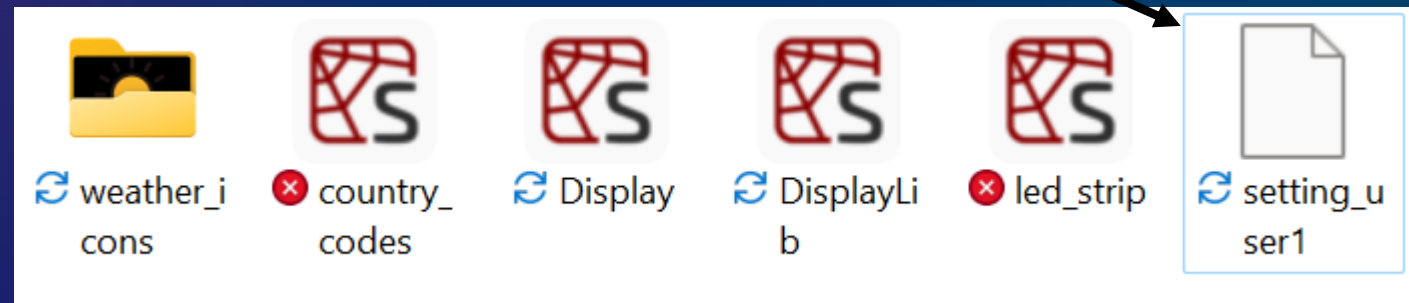 weather_i
cons
country_
codes
Display
DisplayLi
b
led_strip
setting_u
ser1